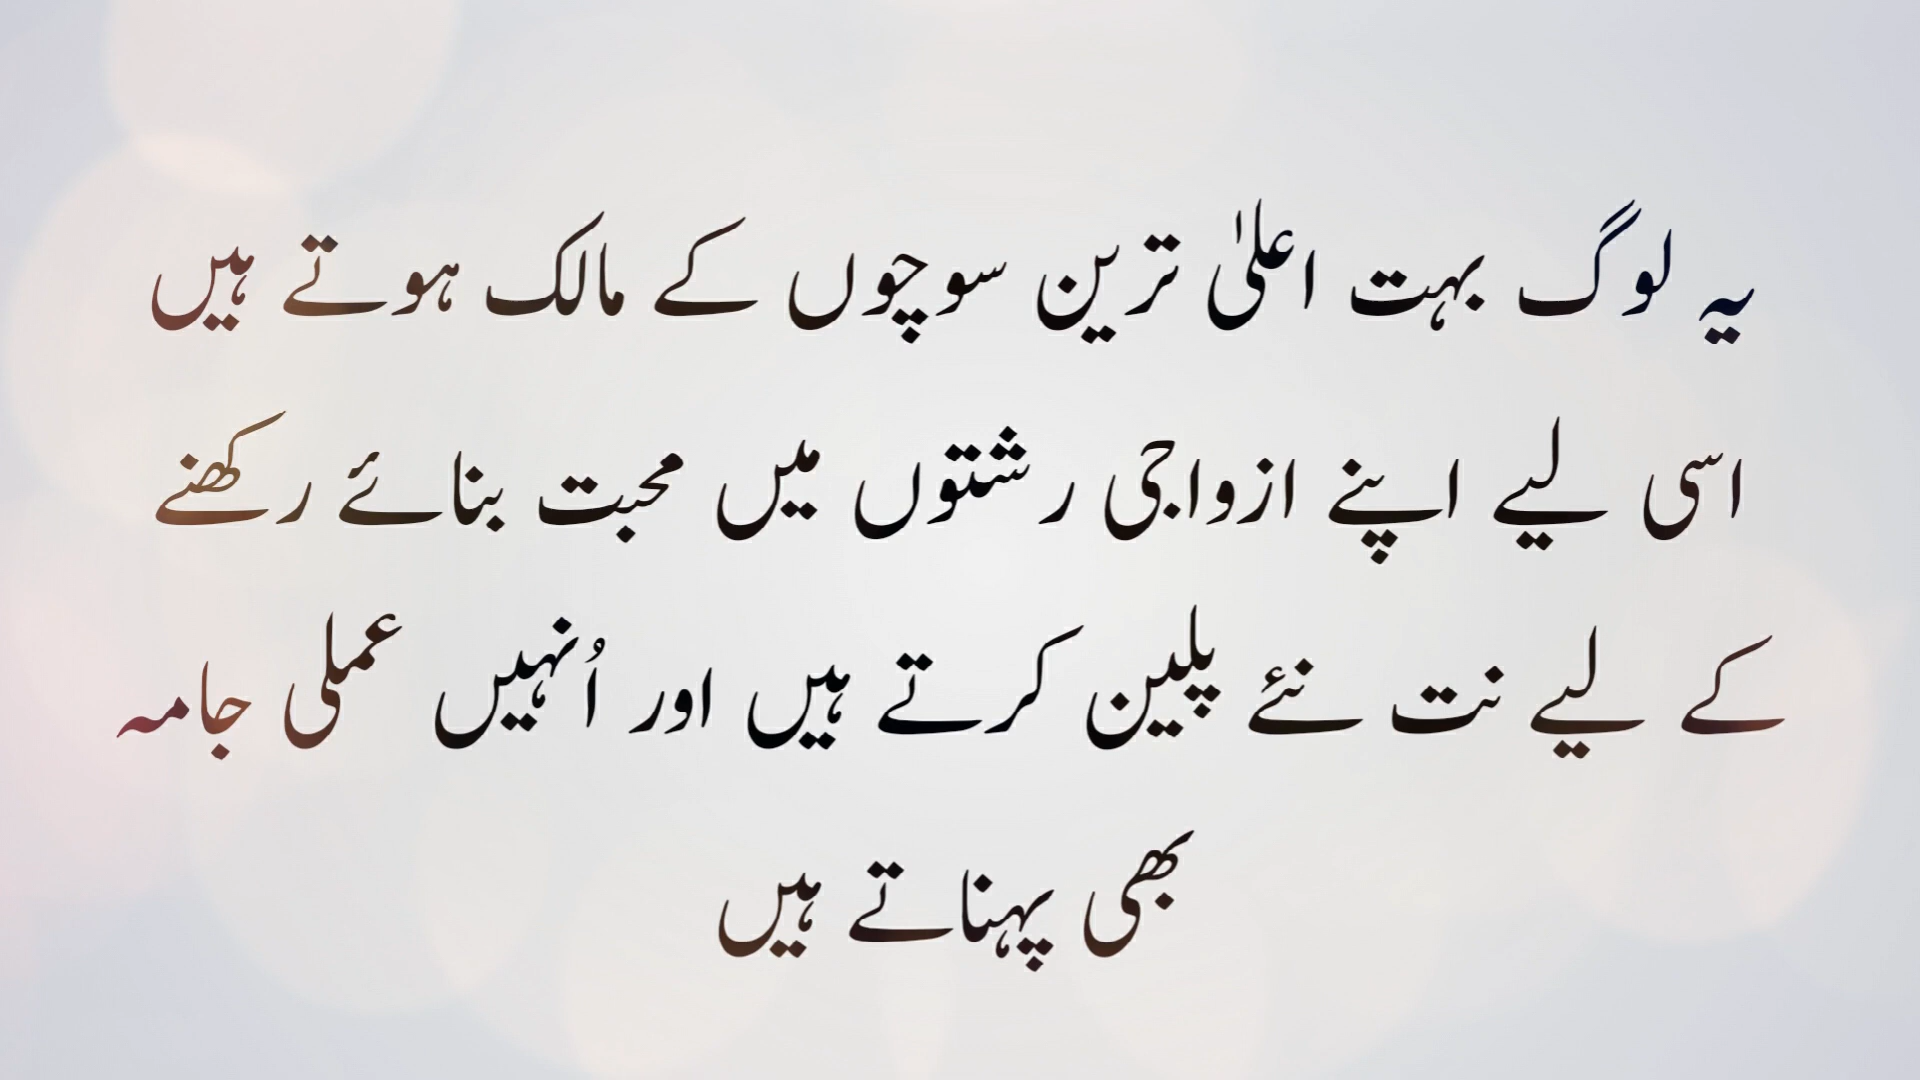 یہ لوگ بہت اعلیٰ ترین سوچوں کے مالک ہوتے ہیں
اسی لیے اپنے ازواجی رشتوں میں محبت بنائے رکھنے
کے لیے نت نئے پلین کرتے ہیں اور اُنہیں عملی جامہ
بھی پہناتے ہیں